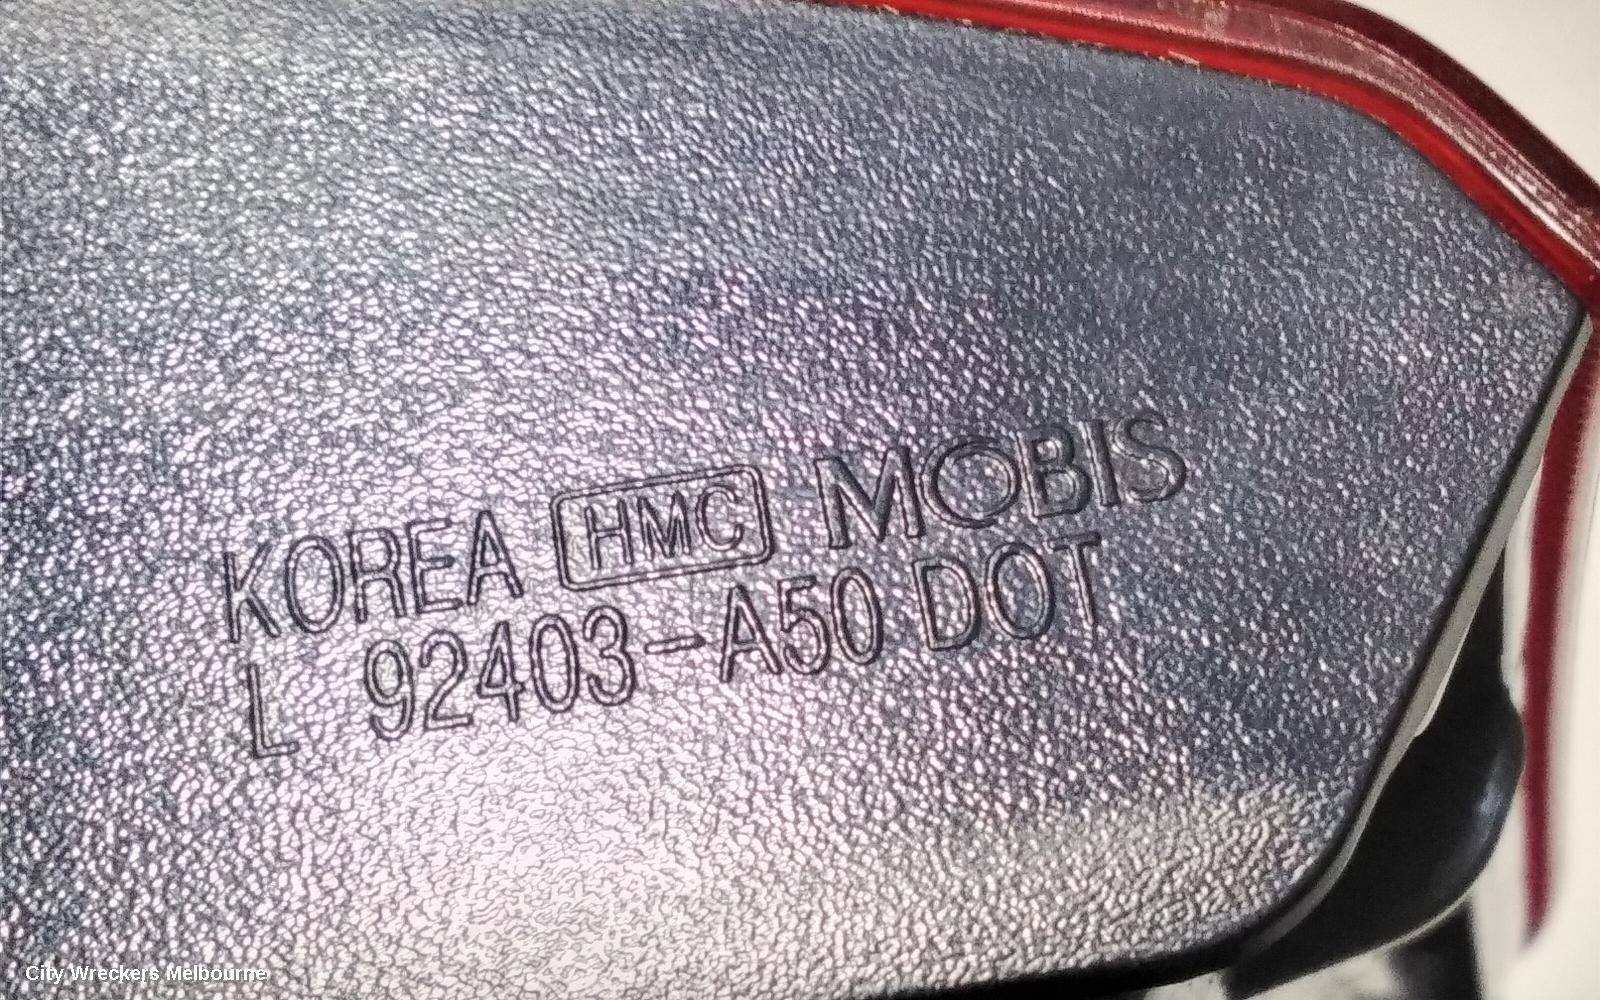 KOREA HMC MOBIS
L 92403-A50 DOT
City Wreckers Melbourne